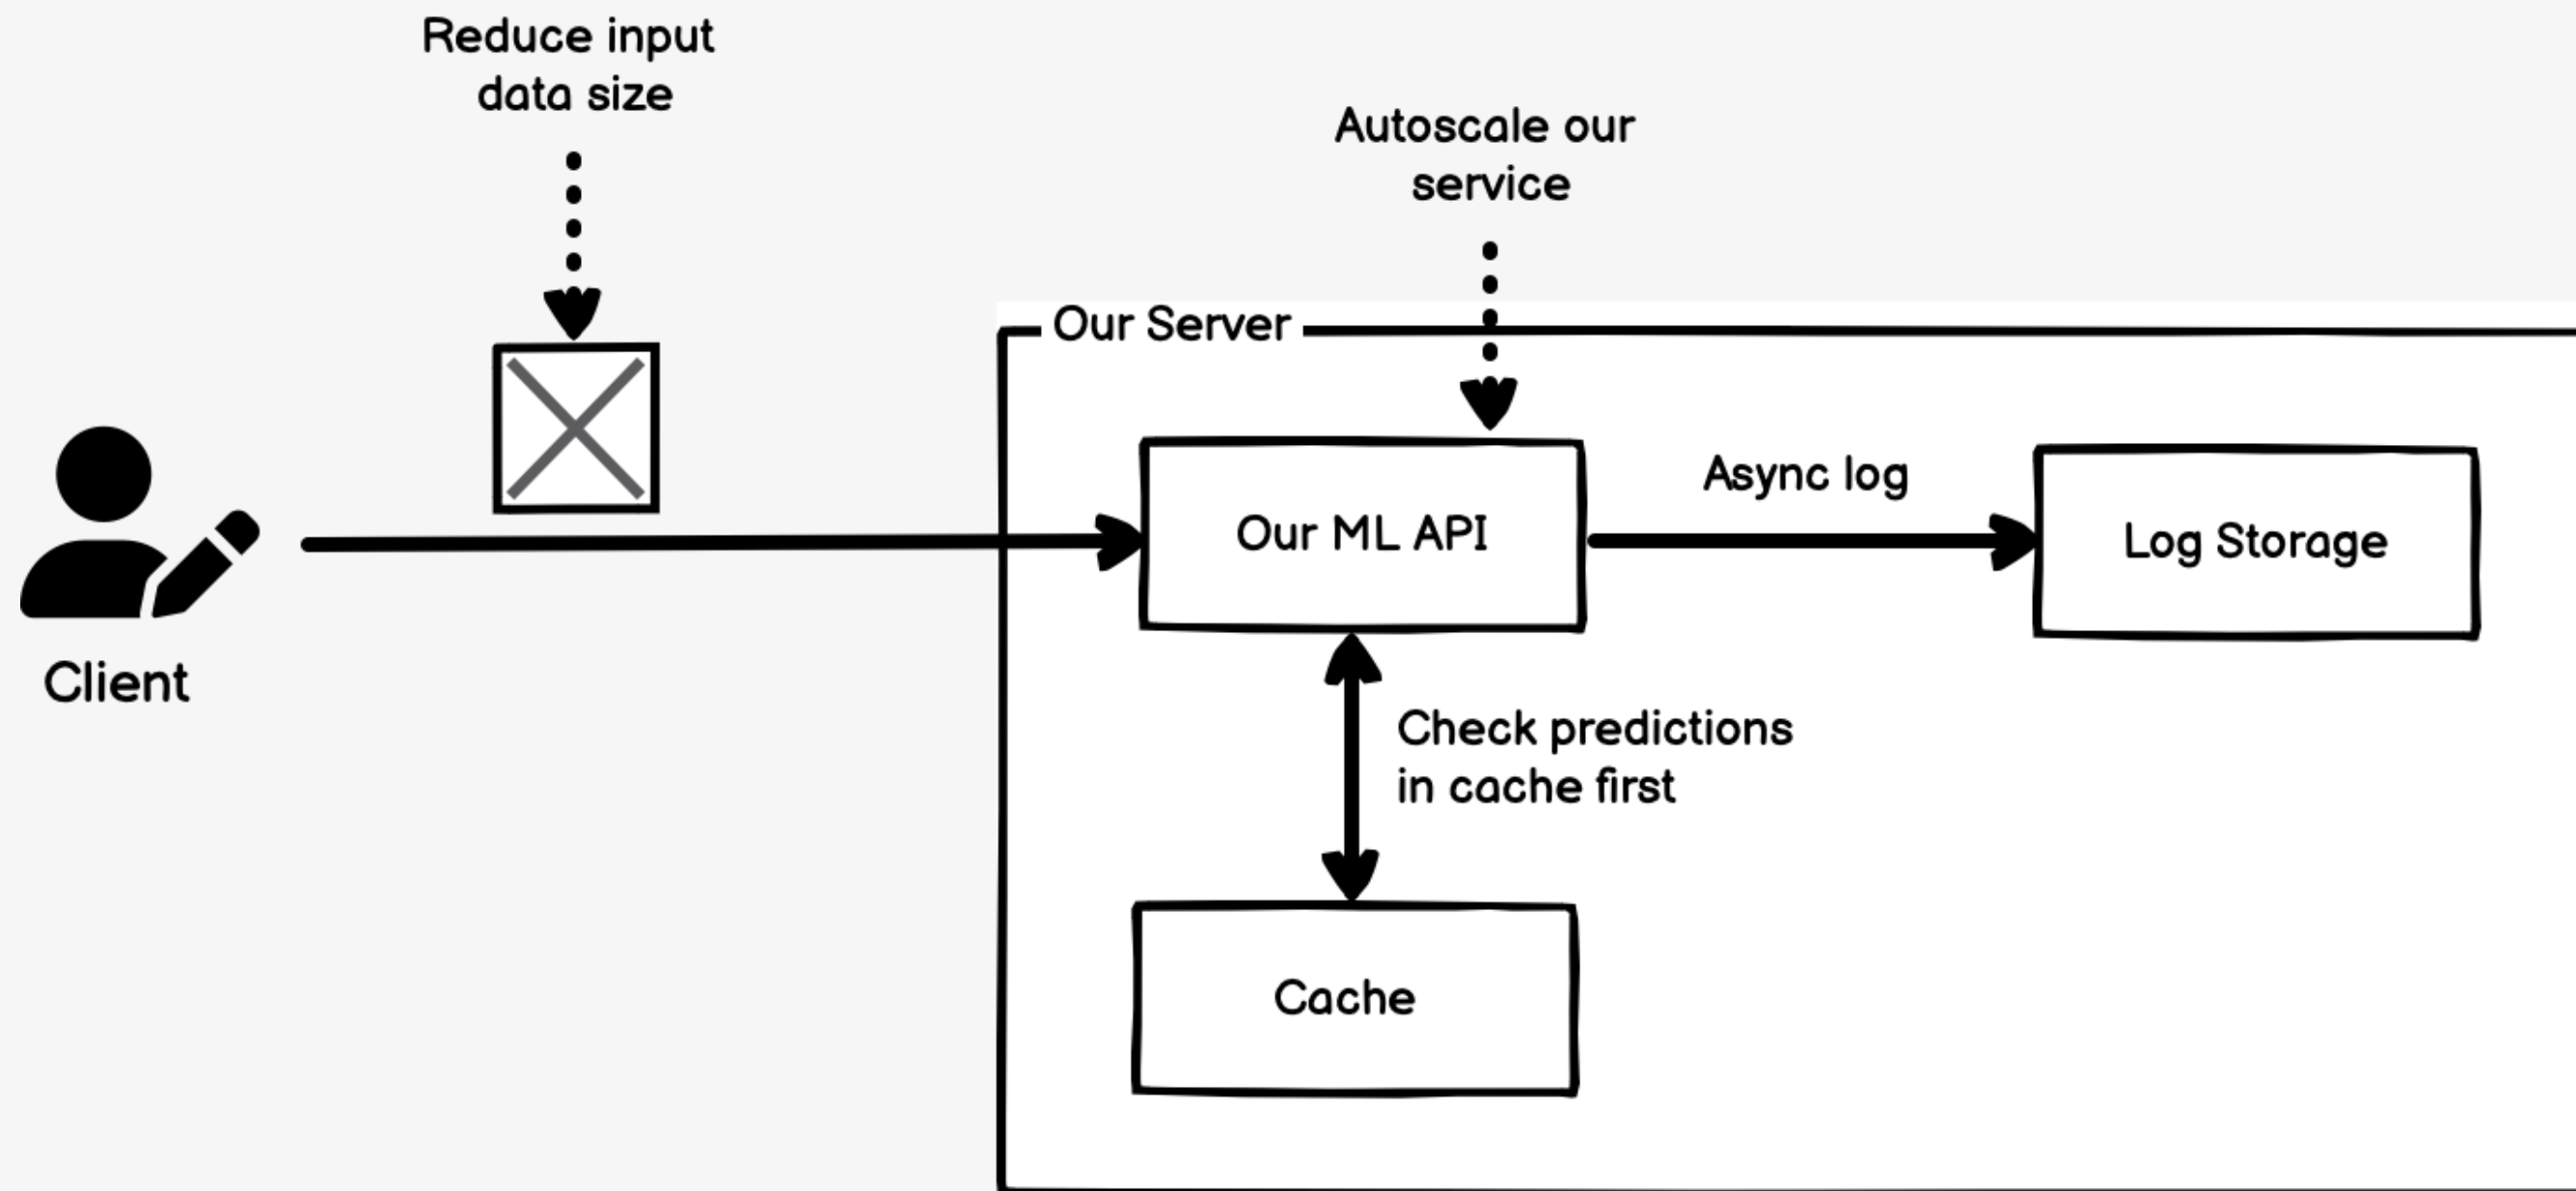 Reduce input
data size
Autoscale our
service
Our Server
Our ML API
Async log
Log Storage
Client
Check predictions
in cache first
Cache